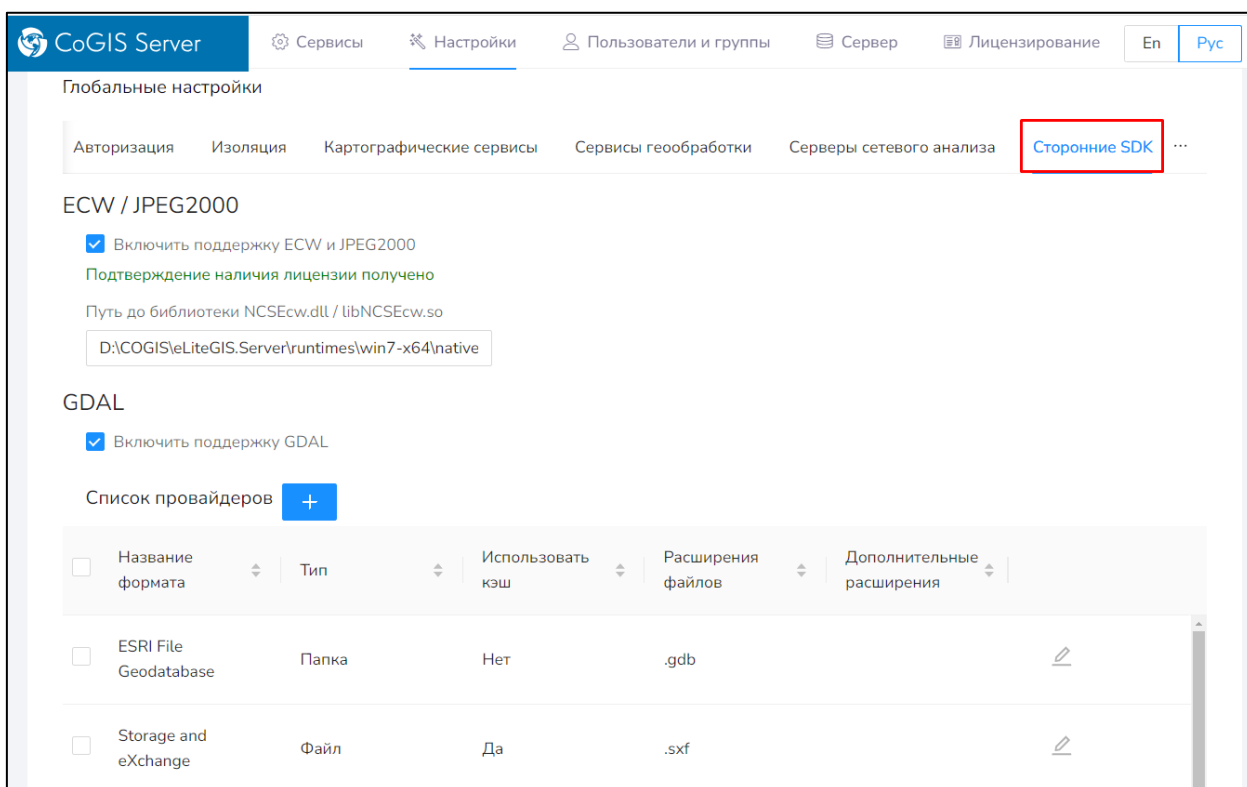 CoGIS Server Сервисы Настройки Пользователи и группы Сервер Лицензирование En Рус
Глобальные настройки
Авторизация Изоляция Картографические сервисы Сервисы геообработки Серверы сетевого анализа Сторонние SDK ...
ECW / JPEG2000
Включить поддержку ECW и JPEG2000
Подтверждение наличия лицензии получено
Путь до библиотеки NCSEcw.dll / libNCSEcw.so
D:\COGIS\eLiteGIS.Server\runtimes\win7-x64\native
GDAL
Включить поддержку GDAL
Список провайдеров +
Название формата Тип Использовать кэш Расширения файлов Дополнительные расширения
ESRI File Geodatabase Папка Нет .gdb
Storage and eXchange Файл Да .sxf